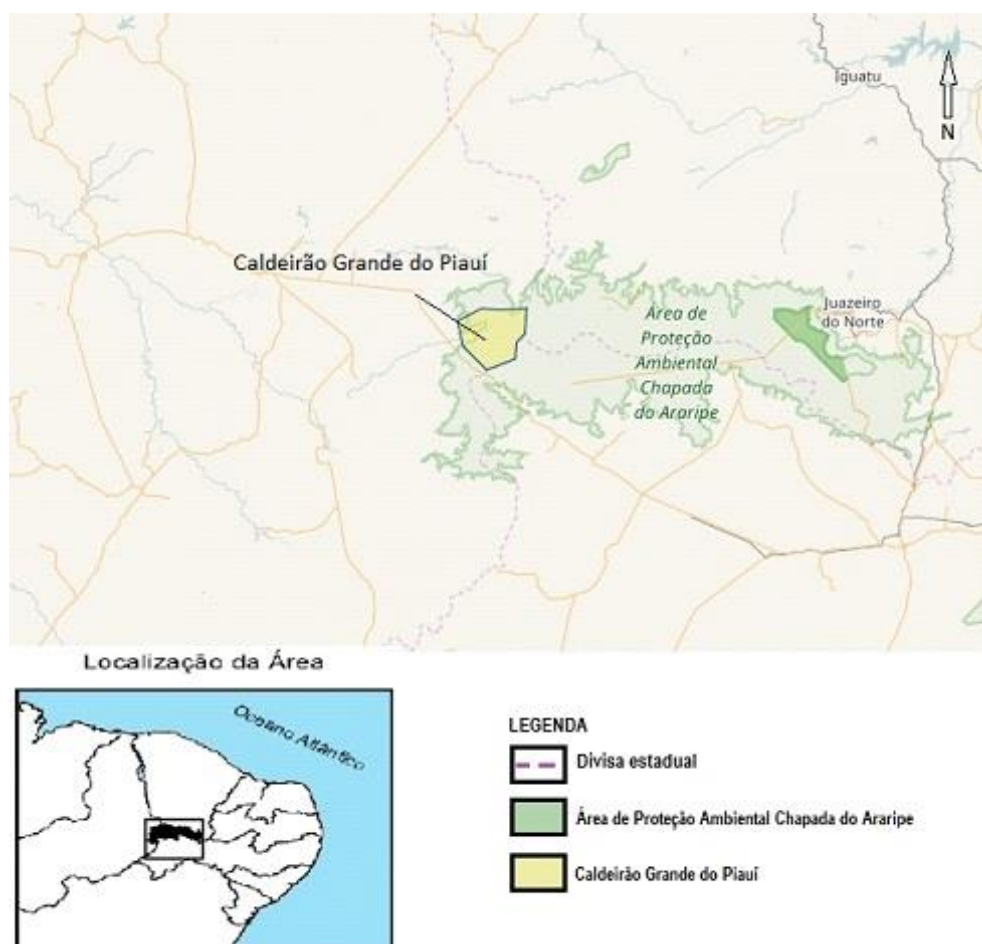 Iguatu
N
Caldeirão Grande do Piauí
Área de
Proteção
Ambiental
Chapada
do Araripe
Juazeiro
do Norte
Localização da Área
Oceano Atlântico
LEGENDA
Divisa estadual
Área de Proteção Ambiental Chapada do Araripe
Caldeirão Grande do Piauí